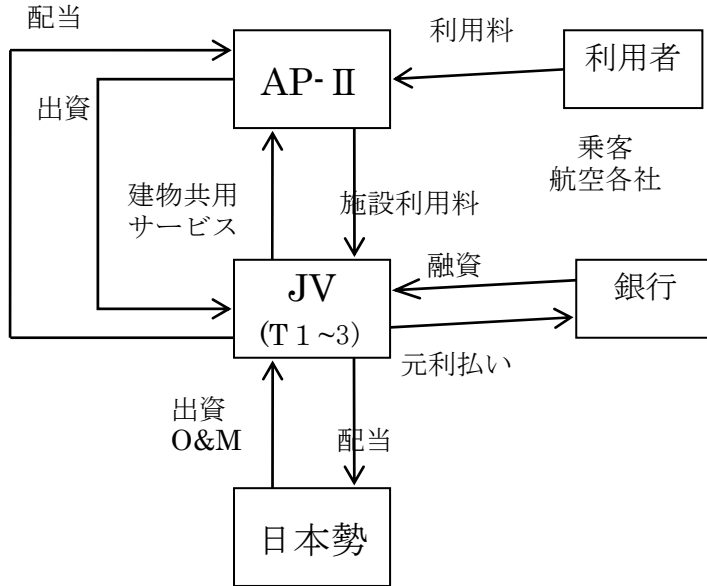 配当
利用料
AP-Ⅱ
利用者
出資
乗客
航空各社
建物共用
サービス
施設利用料
融資
JV
(T１~3)
銀行
元利払い
出資
O&M
配当
日本勢